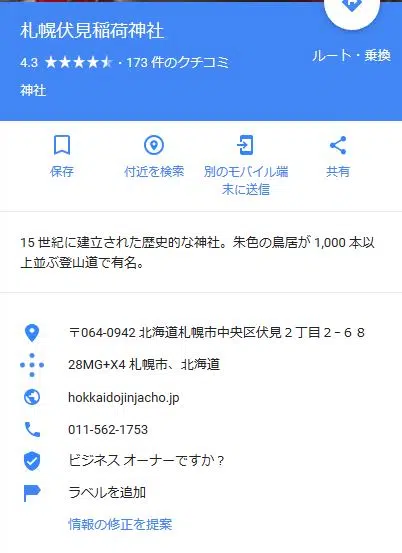 札幌伏見稲荷神社
4.3 ★★★★★ · 173 件のクチコミ
ルート・乗換
神社
保存 付近を検索 別のモバイル端末に送信 共有
15 世紀に建立された歴史的な神社。朱色の鳥居が 1,000 本以
上並ぶ登山道で有名。
〒064-0942 北海道札幌市中央区伏見２丁目２−６８
28MG+X4 札幌市、北海道
hokkaidojinjacho.jp
011-562-1753
ビジネス オーナーですか？
ラベルを追加
情報の修正を提案